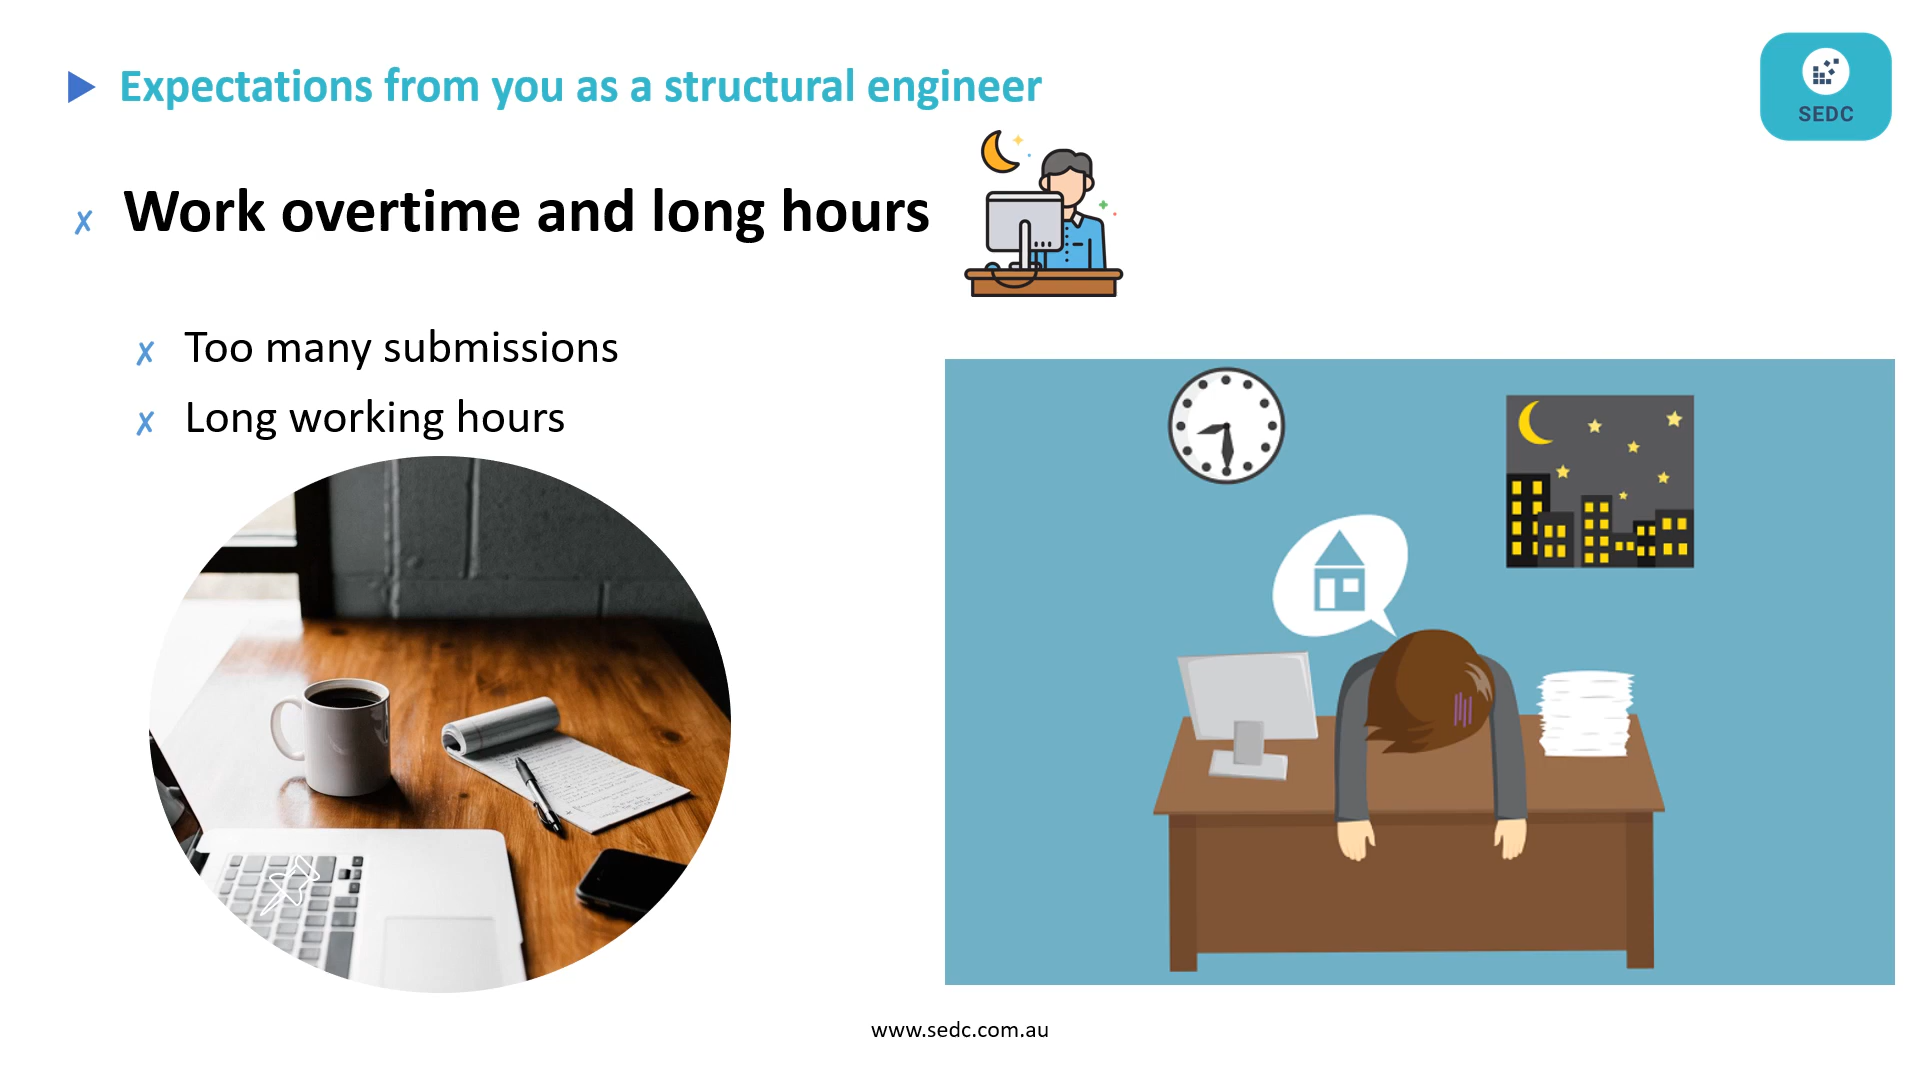 Expectations from you as a structural engineer
SEDC
Work overtime and long hours
Too many submissions
Long working hours
www.sedc.com.au